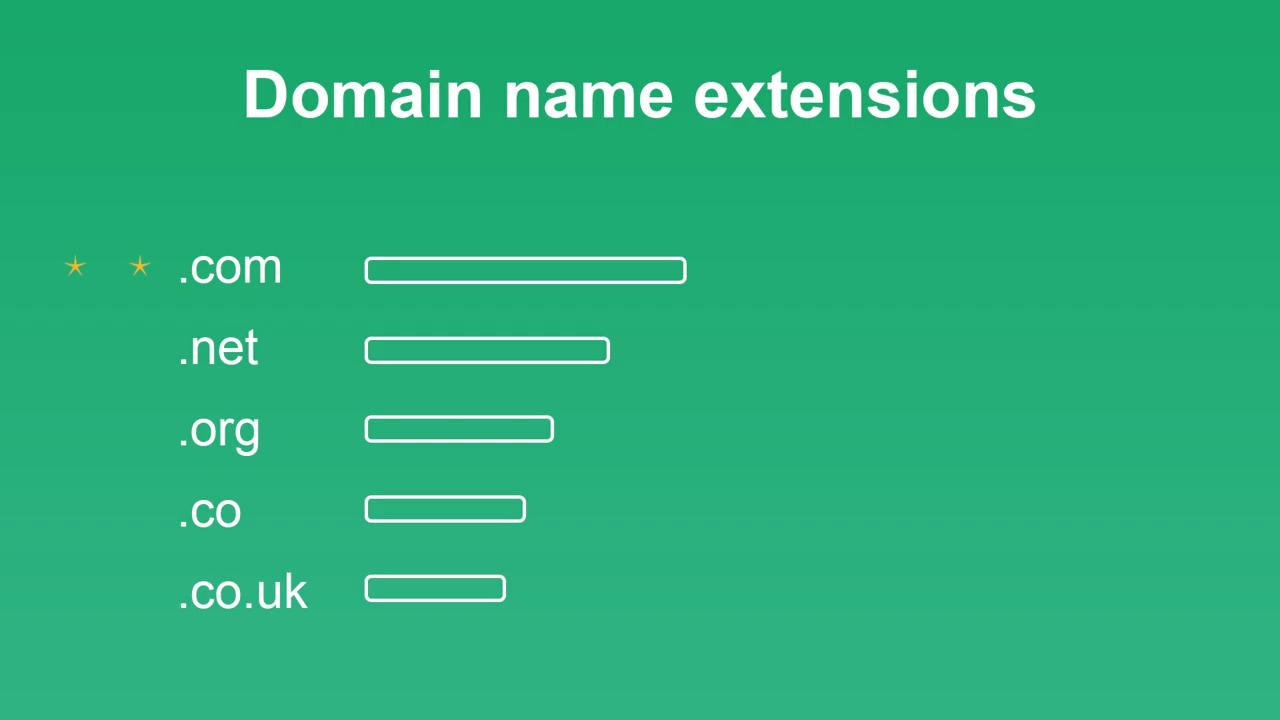 Domain name extensions
.com
.net
.org
.co
.co.uk